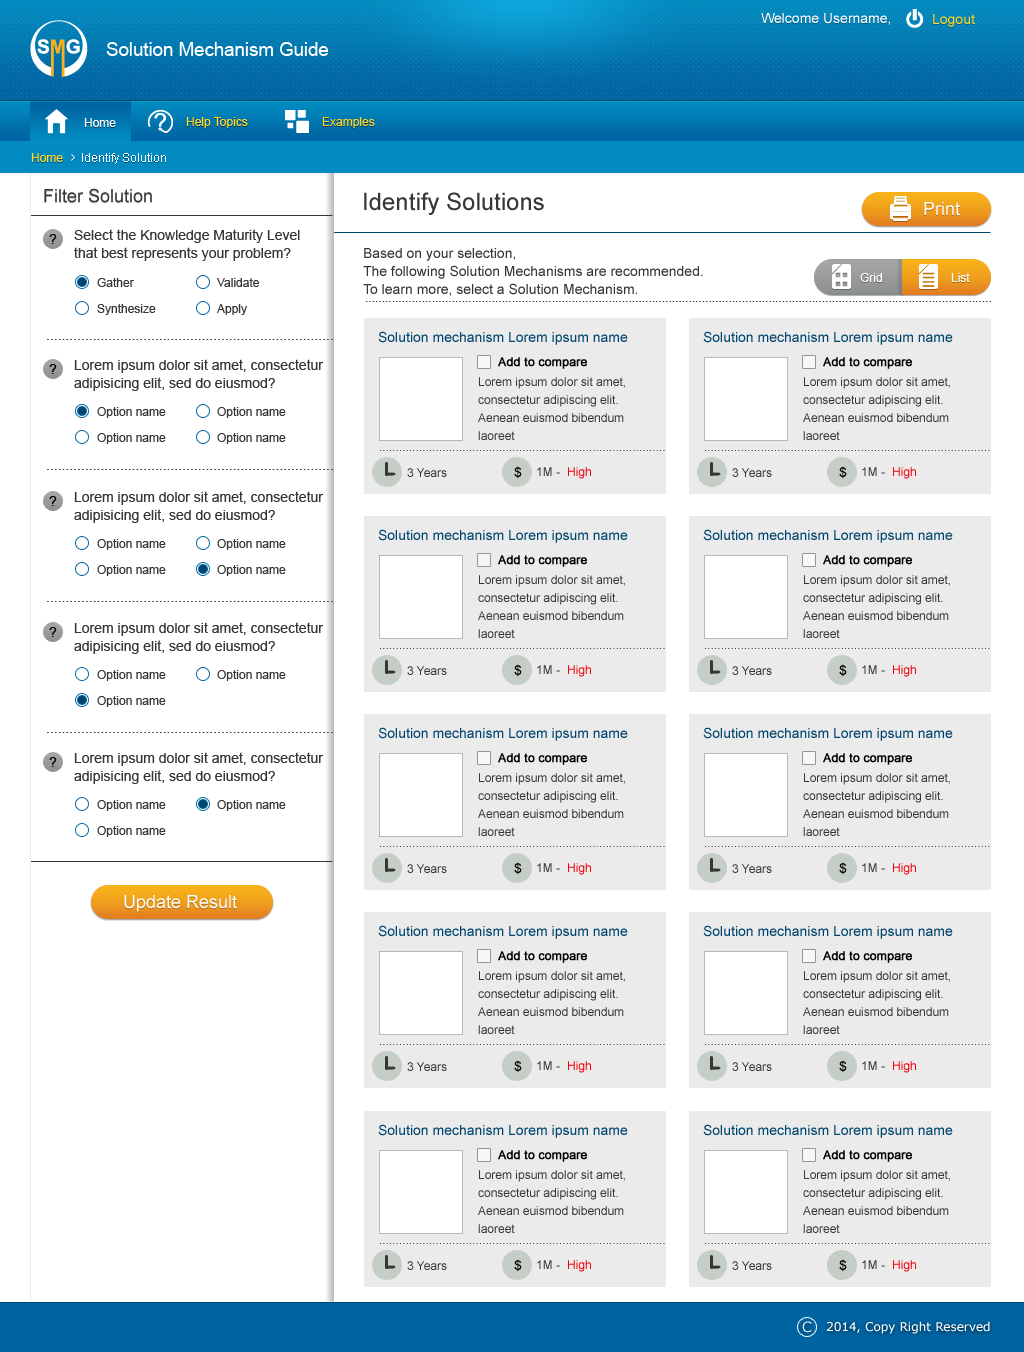 Welcome Username,
Logout
SMG
Solution Mechanism Guide
Home
Help Topics
Examples
Home > Identify Solution
Filter Solution
? Select the Knowledge Maturity Level
that best represents your problem?
Gather
Validate
Synthesize
Apply
? Lorem ipsum dolor sit amet, consectetur
adipisicing elit, sed do eiusmod?
Option name
Option name
Option name
Option name
? Lorem ipsum dolor sit amet, consectetur
adipisicing elit, sed do eiusmod?
Option name
Option name
Option name
Option name
? Lorem ipsum dolor sit amet, consectetur
adipisicing elit, sed do eiusmod?
Option name
Option name
Option name
? Lorem ipsum dolor sit amet, consectetur
adipisicing elit, sed do eiusmod?
Option name
Option name
Option name
Update Result
Identify Solutions
Print
Based on your selection,
The following Solution Mechanisms are recommended.
To learn more, select a Solution Mechanism.
Grid
List
Solution mechanism Lorem ipsum name
Add to compare
Lorem ipsum dolor sit amet,
consectetur adipiscing elit.
Aenean euismod bibendum
laoreet
3 Years
$ 1M - High
Solution mechanism Lorem ipsum name
Add to compare
Lorem ipsum dolor sit amet,
consectetur adipiscing elit.
Aenean euismod bibendum
laoreet
3 Years
$ 1M - High
Solution mechanism Lorem ipsum name
Add to compare
Lorem ipsum dolor sit amet,
consectetur adipiscing elit.
Aenean euismod bibendum
laoreet
3 Years
$ 1M - High
Solution mechanism Lorem ipsum name
Add to compare
Lorem ipsum dolor sit amet,
consectetur adipiscing elit.
Aenean euismod bibendum
laoreet
3 Years
$ 1M - High
Solution mechanism Lorem ipsum name
Add to compare
Lorem ipsum dolor sit amet,
consectetur adipiscing elit.
Aenean euismod bibendum
laoreet
3 Years
$ 1M - High
Solution mechanism Lorem ipsum name
Add to compare
Lorem ipsum dolor sit amet,
consectetur adipiscing elit.
Aenean euismod bibendum
laoreet
3 Years
$ 1M - High
Solution mechanism Lorem ipsum name
Add to compare
Lorem ipsum dolor sit amet,
consectetur adipiscing elit.
Aenean euismod bibendum
laoreet
3 Years
$ 1M - High
Solution mechanism Lorem ipsum name
Add to compare
Lorem ipsum dolor sit amet,
consectetur adipiscing elit.
Aenean euismod bibendum
laoreet
3 Years
$ 1M - High
Solution mechanism Lorem ipsum name
Add to compare
Lorem ipsum dolor sit amet,
consectetur adipiscing elit.
Aenean euismod bibendum
laoreet
3 Years
$ 1M - High
Solution mechanism Lorem ipsum name
Add to compare
Lorem ipsum dolor sit amet,
consectetur adipiscing elit.
Aenean euismod bibendum
laoreet
3 Years
$ 1M - High
© 2014, Copy Right Reserved